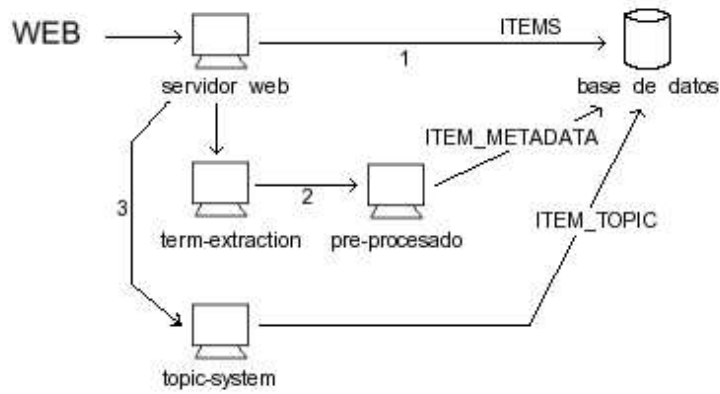 WEB
ITEMS
1
servidor web
base de datos
ITEM_METADATA
2
3
term-extraction
pre-procesado
ITEM_TOPIC
topic-system